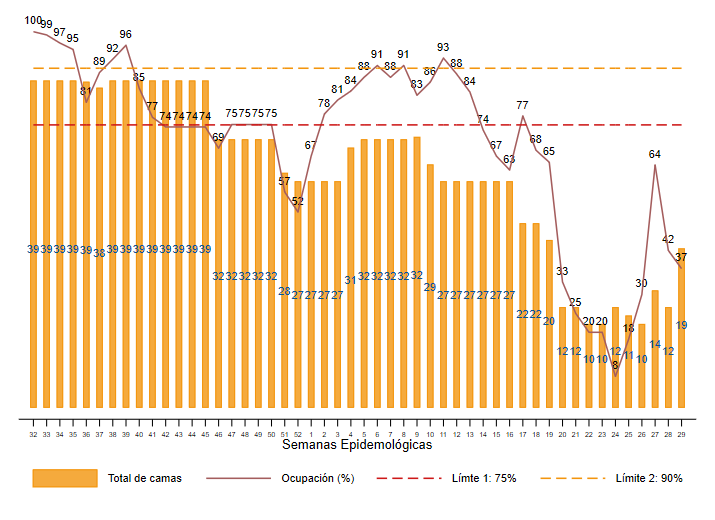 100 99 97 95 81 89 92 96 85 77 74 74 74 74 69 75 75 75 75 57 52 67 78 81 84 88 91 88 91 83 86 93 88 84 74 67 63 77 68 65 33 25 20 20 8 18 30 64 42 37
39 39 39 39 39 38 39 39 39 39 39 39 39 39 32 32 32 32 32 28 27 27 27 27 31 32 32 32 32 32 29 27 27 27 27 27 27 22 22 20 12 12 10 10 12 11 10 14 12 19
32 33 34 35 36 37 38 39 40 41 42 43 44 45 46 47 48 49 50 51 52 1 2 3 4 5 6 7 8 9 10 11 12 13 14 15 16 17 18 19 20 21 22 23 24 25 26 27 28 29
Semanas Epidemológicas
Total de camas Ocupación (%) Límte 1: 75% Límite 2: 90%